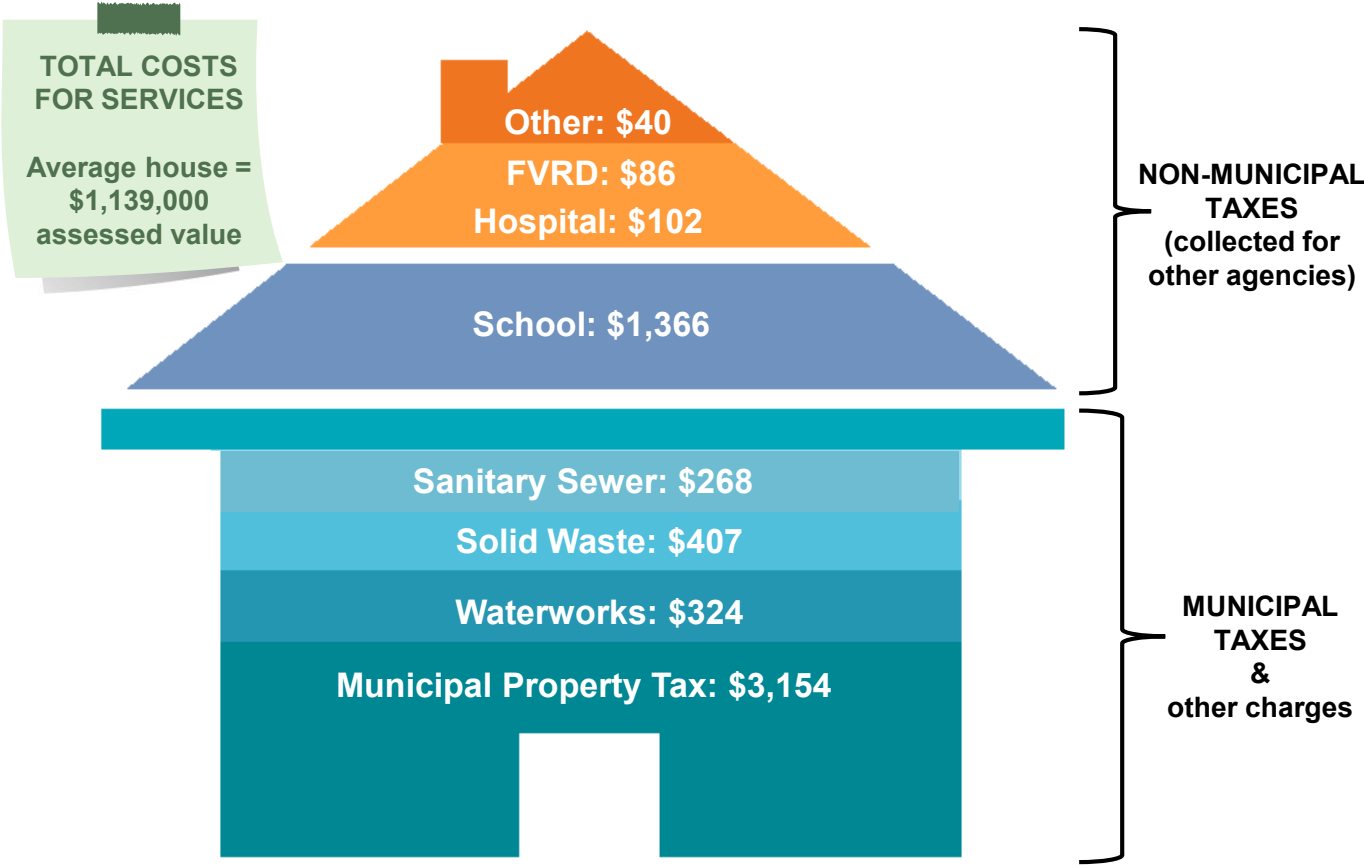 TOTAL COSTS
FOR SERVICES
Average house =
$1,139,000
assessed value
Other: $40
FVRD: $86
Hospital: $102
School: $1,366
NON-MUNICIPAL
TAXES
(collected for
other agencies)
Sanitary Sewer: $268
Solid Waste: $407
Waterworks: $324
Municipal Property Tax: $3,154
MUNICIPAL
TAXES
&
other charges